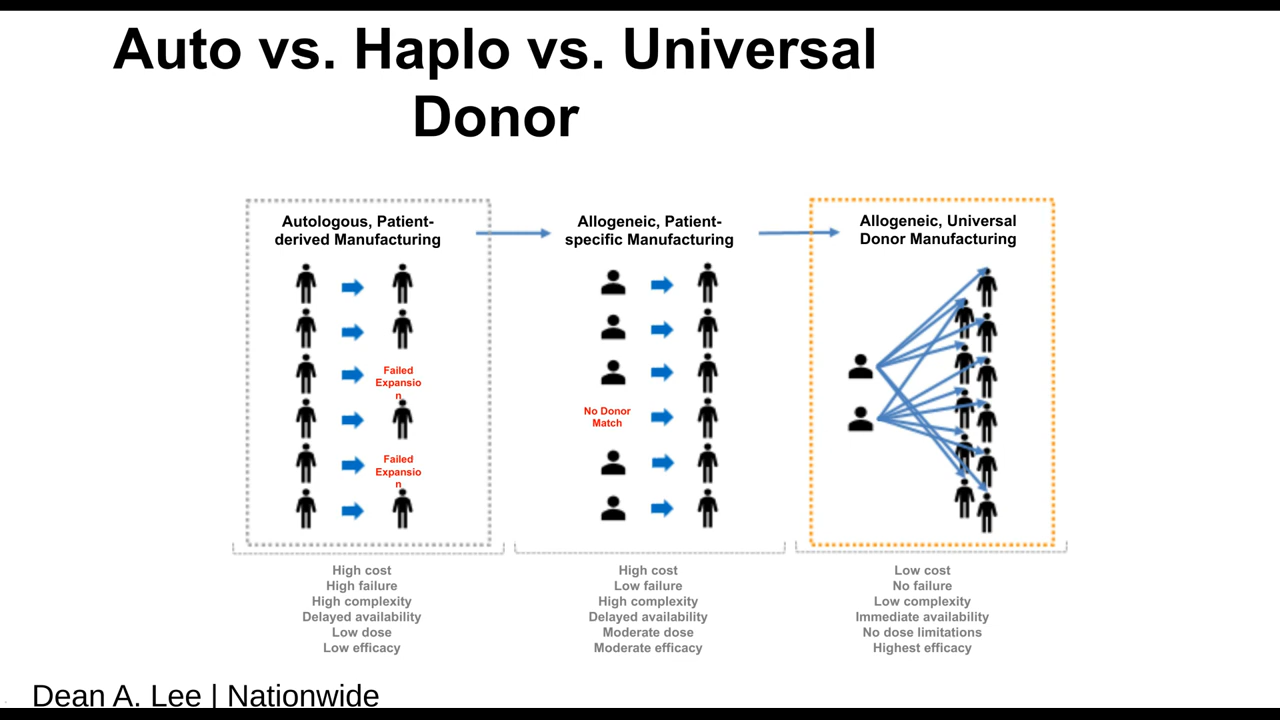 Auto vs. Haplo vs. Universal
Donor
Autologous, Patient-
derived Manufacturing
Failed
Expansio
n
Failed
Expansio
n
High cost
High failure
High complexity
Delayed availability
Low dose
Low efficacy
Allogeneic, Patient-
specific Manufacturing
No Donor
Match
High cost
Low failure
High complexity
Delayed availability
Moderate dose
Moderate efficacy
Allogeneic, Universal
Donor Manufacturing
Low cost
No failure
Low complexity
Immediate availability
No dose limitations
Highest efficacy
Dean A. Lee | Nationwide